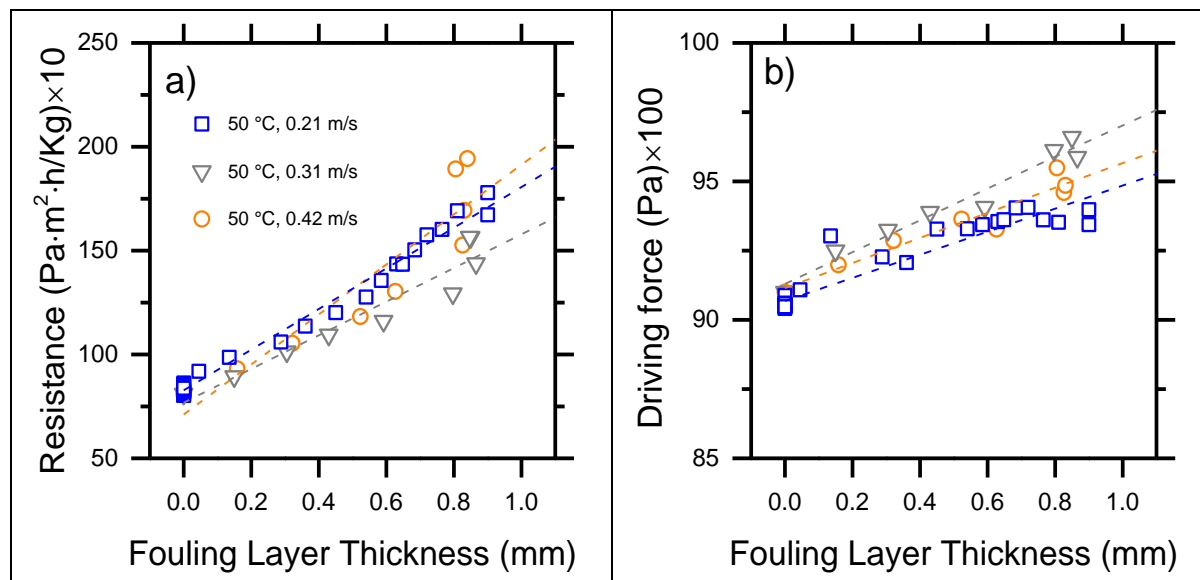 a)
Resistance (Pa·m²·h/Kg)×10
250
200
150
100
50
50 °C, 0.21 m/s
50 °C, 0.31 m/s
50 °C, 0.42 m/s
0.0 0.2 0.4 0.6 0.8 1.0
Fouling Layer Thickness (mm)
b)
Driving force (Pa)×100
100
95
90
85
0.0 0.2 0.4 0.6 0.8 1.0
Fouling Layer Thickness (mm)